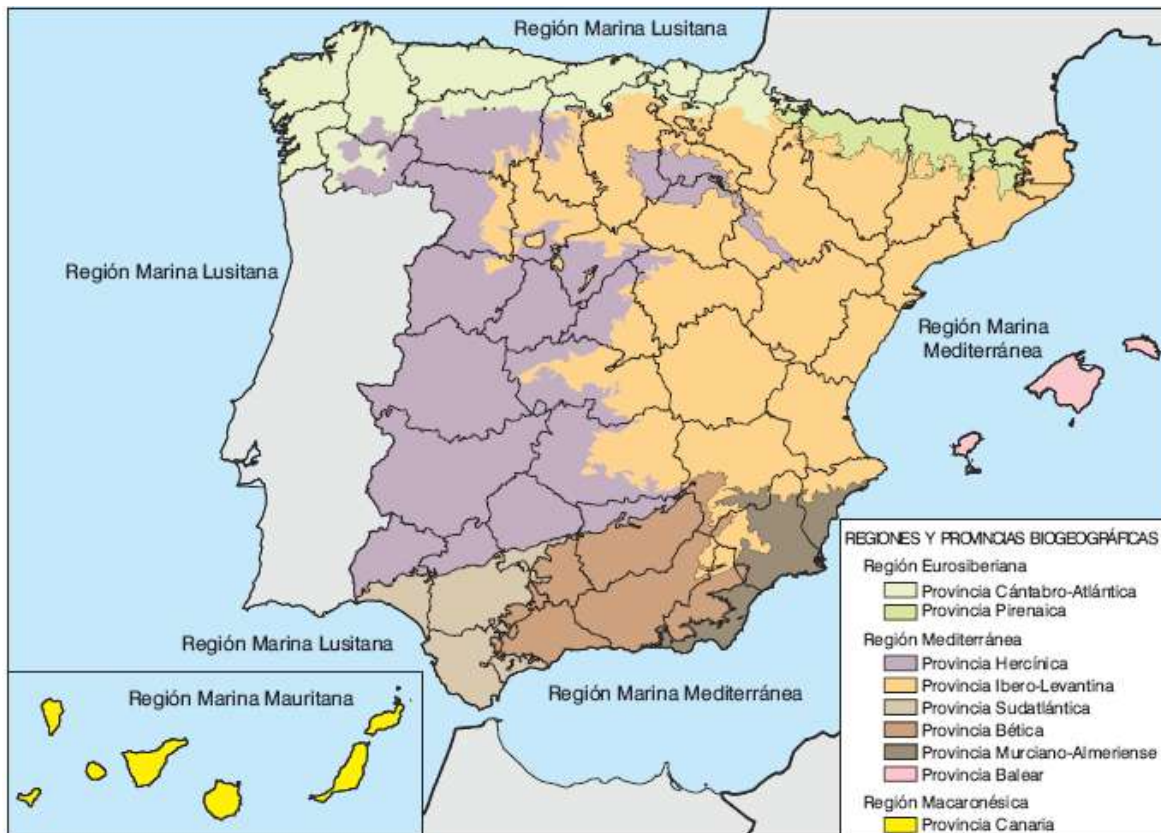 Región Marina Lusitana
Región Marina Lusitana
Región Marina
Mediterránea
Región Marina Lusitana
Región Marina Mediterránea
Región Marina Mauritana
REGIONES Y PROVINCIAS BIOGEOGRÁFICAS
Región Eurosiberiana
Provincia Cántabro-Atlántica
Provincia Pirenaica
Región Mediterránea
Provincia Hercínica
Provincia Ibero-Levantina
Provincia Sudatlántica
Provincia Bética
Provincia Murciano-Almeriense
Provincia Balear
Región Macaronésica
Provincia Canaria